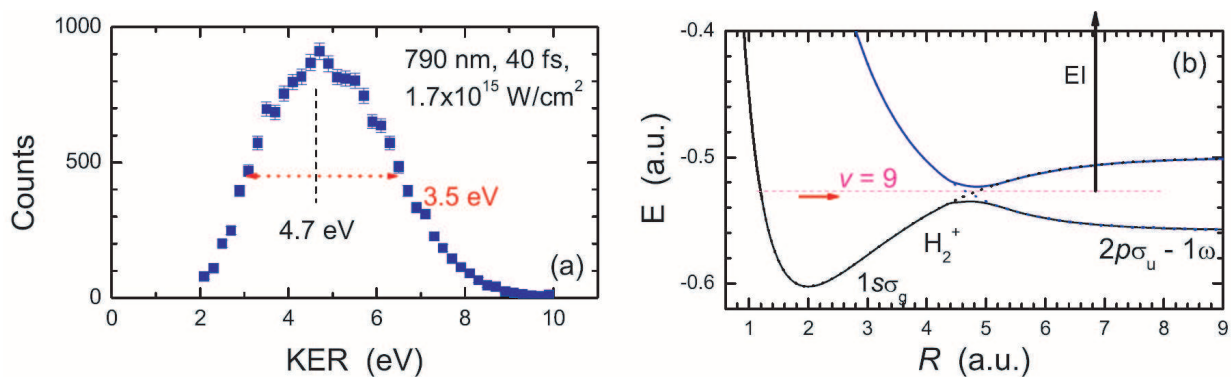 1000
500
0
Counts
790 nm, 40 fs,
1.7x10¹⁵ W/cm²
3.5 eV
4.7 eV
(a)
0 2 4 6 8 10
KER (eV)
-0.4
-0.5
-0.6
E (a.u.)
(b)
EI
v = 9
H₂⁺
1sσg
2pσu - 1ω
1 2 3 4 5 6 7 8 9
R (a.u.)